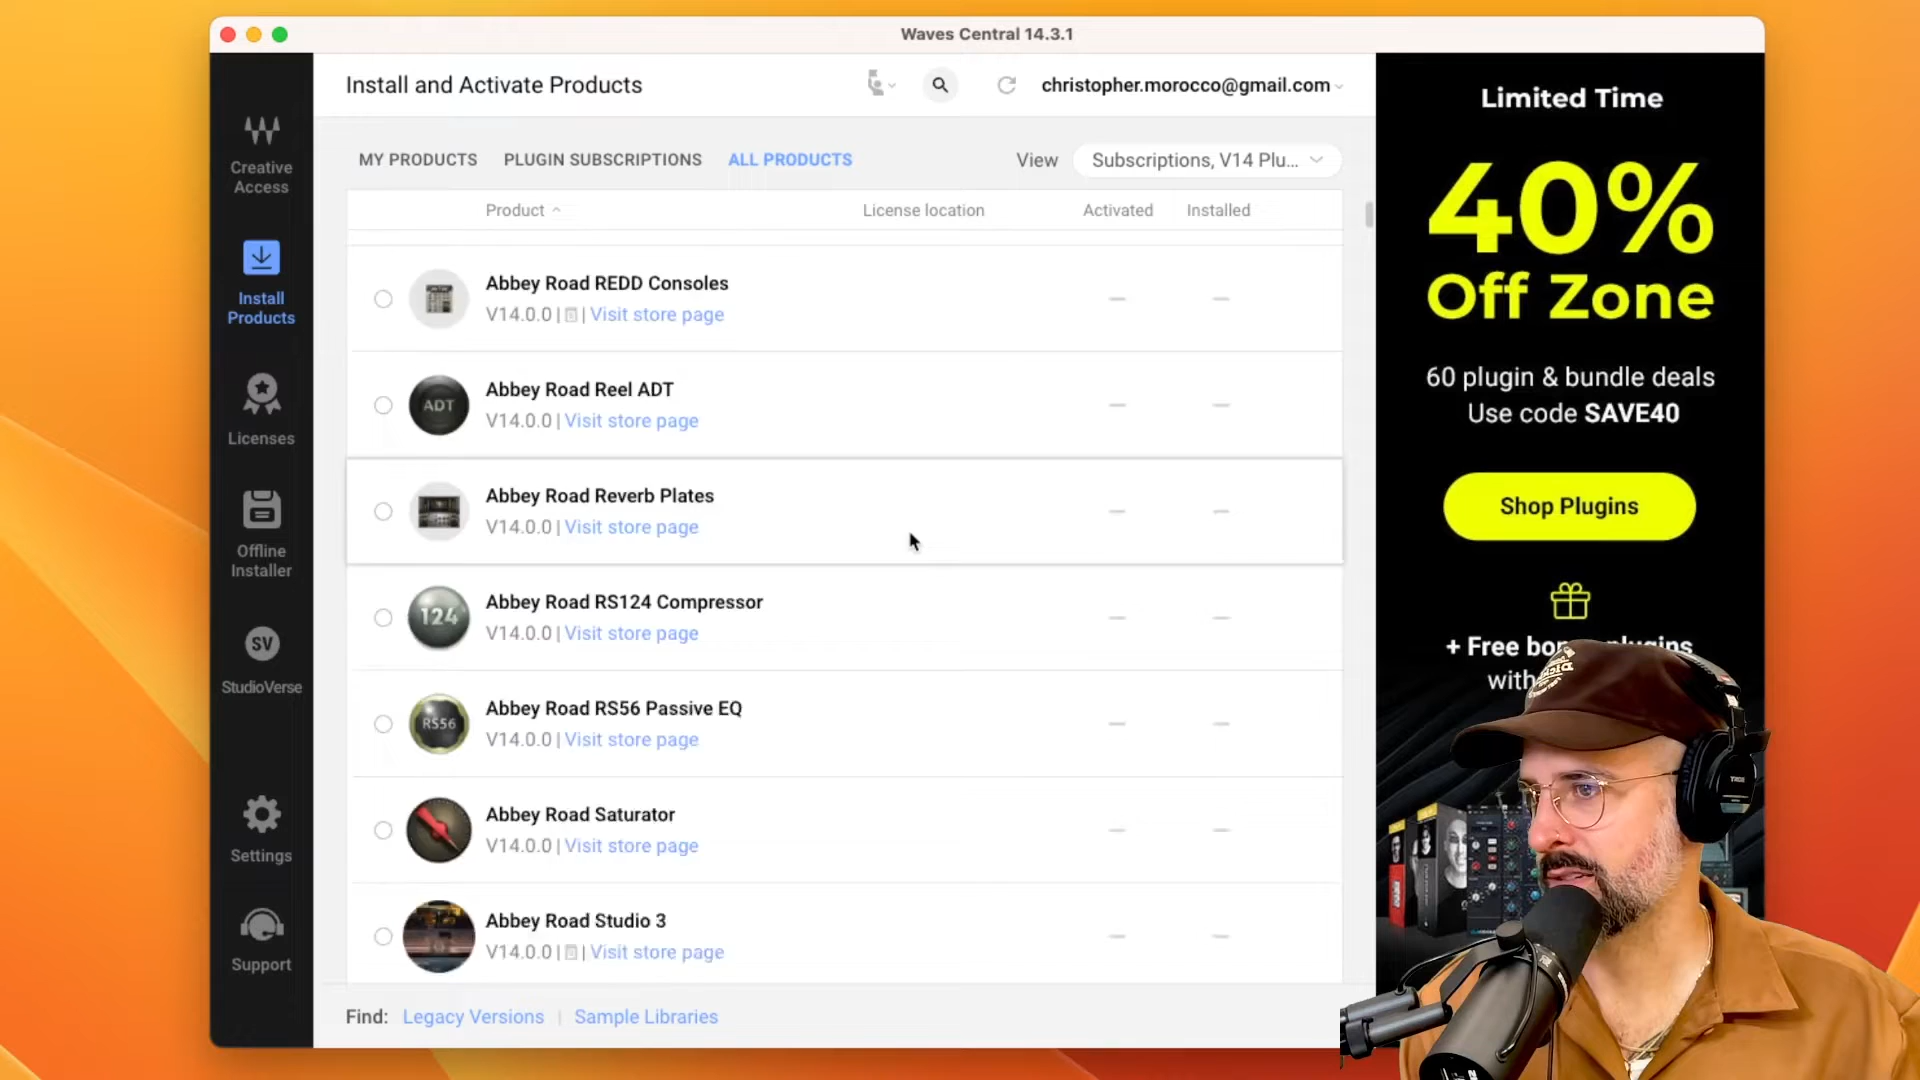 Waves Central 14.3.1
Install and Activate Products
christopher.morocco@gmail.com
MY PRODUCTS
PLUGIN SUBSCRIPTIONS
ALL PRODUCTS
View
Subscriptions, V14 Plu...
Product
License location
Activated
Installed
Abbey Road REDD Consoles
V14.0.0 | | Visit store page
Abbey Road Reel ADT
V14.0.0 | Visit store page
ADT
Abbey Road Reverb Plates
V14.0.0 | Visit store page
Abbey Road RS124 Compressor
V14.0.0 | Visit store page
124
Abbey Road RS56 Passive EQ
V14.0.0 | Visit store page
RS56
Abbey Road Saturator
V14.0.0 | Visit store page
Abbey Road Studio 3
V14.0.0 | | Visit store page
Find:
Legacy Versions
|
Sample Libraries
Creative
Access
Install
Products
Licenses
Offline
Installer
SV
StudioVerse
Settings
Support
Limited Time
40%
Off Zone
60 plugin & bundle deals
Use code SAVE40
Shop Plugins
+ Free
with